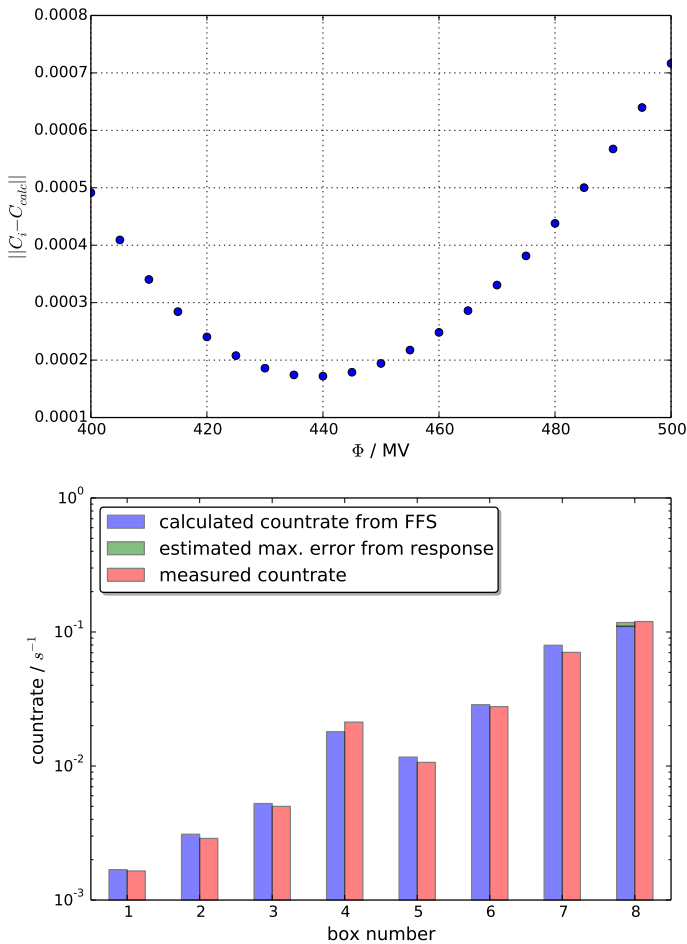 0.0008
0.0007
0.0006
0.0005
0.0004
0.0003
0.0002
0.0001
||C_i−C_calc||
400 420 440 460 480 500
Φ / MV
10^0
10^-1
10^-2
10^-3
countrate / s^−1
calculated countrate from FFS
estimated max. error from response
measured countrate
1 2 3 4 5 6 7 8
box number